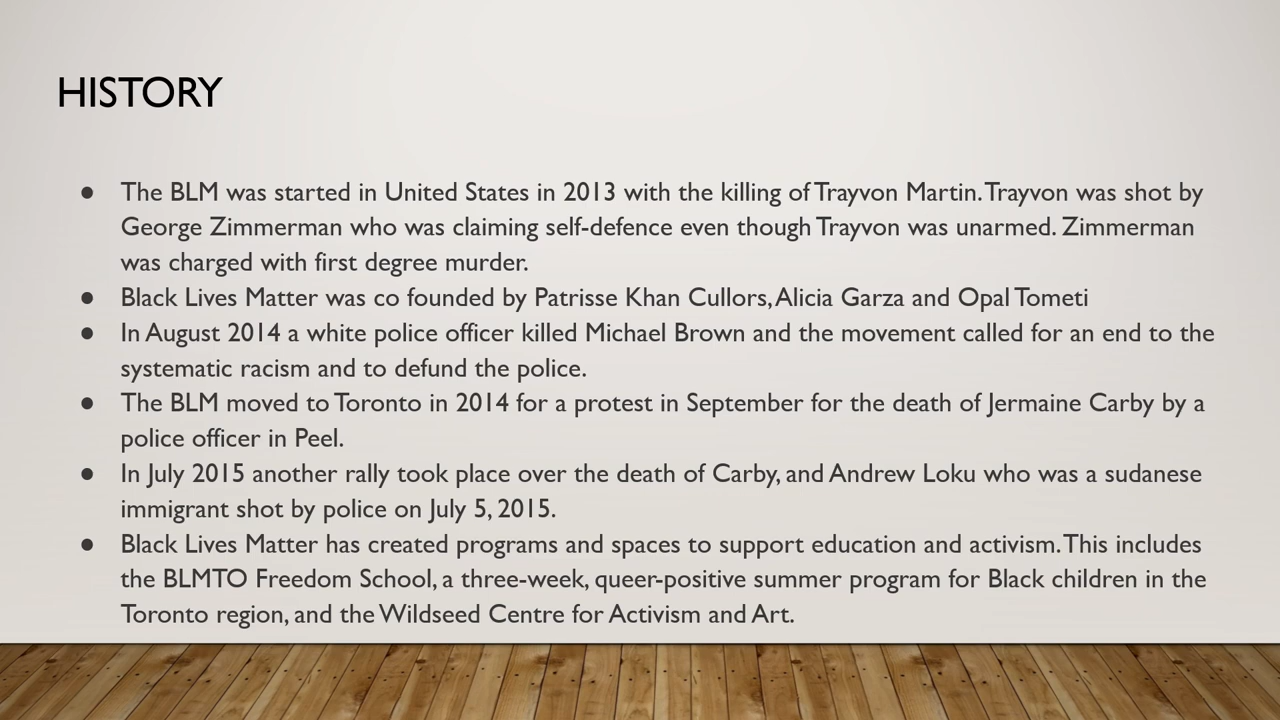 HISTORY
● The BLM was started in United States in 2013 with the killing of Trayvon Martin. Trayvon was shot by
George Zimmerman who was claiming self-defence even though Trayvon was unarmed. Zimmerman
was charged with first degree murder.
● Black Lives Matter was co founded by Patrisse Khan Cullors, Alicia Garza and Opal Tometi
● In August 2014 a white police officer killed Michael Brown and the movement called for an end to the
systematic racism and to defund the police.
● The BLM moved to Toronto in 2014 for a protest in September for the death of Jermaine Carby by a
police officer in Peel.
● In July 2015 another rally took place over the death of Carby, and Andrew Loku who was a sudanese
immigrant shot by police on July 5, 2015.
● Black Lives Matter has created programs and spaces to support education and activism. This includes
the BLMTO Freedom School, a three-week, queer-positive summer program for Black children in the
Toronto region, and the Wildseed Centre for Activism and Art.